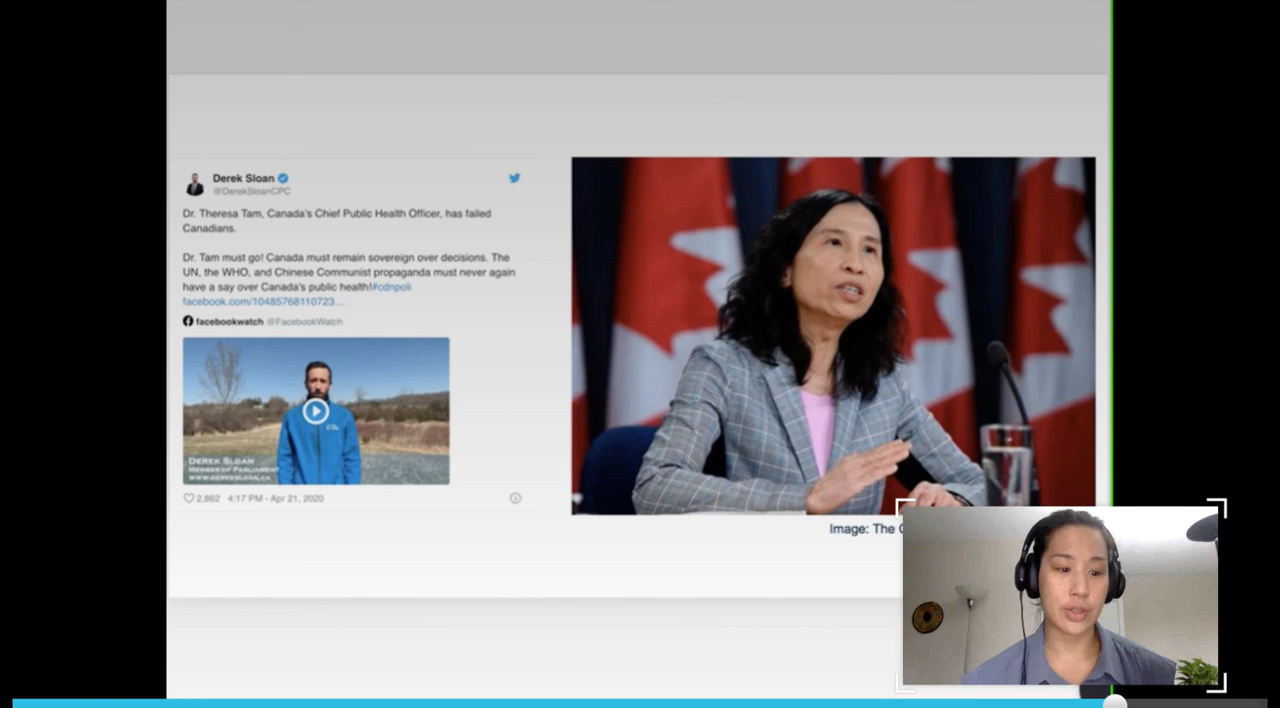 Derek Sloan
@DerekSloanCPC
Dr. Theresa Tam, Canada's Chief Public Health Officer, has failed
Canadians.
Dr. Tam must go! Canada must remain sovereign over decisions. The
UN, the WHO, and Chinese Communist propaganda must never again
have a say over Canada's public health!#cdnpoli
facebook.com/10485768110723…
facebookwatch @FacebookWatch
DEREK SLOAN
MEMBER OF PARLIAMENT
WWW.DEREKSLOAN.CA
2,862 4:17 PM - Apr 21, 2020
Image: The